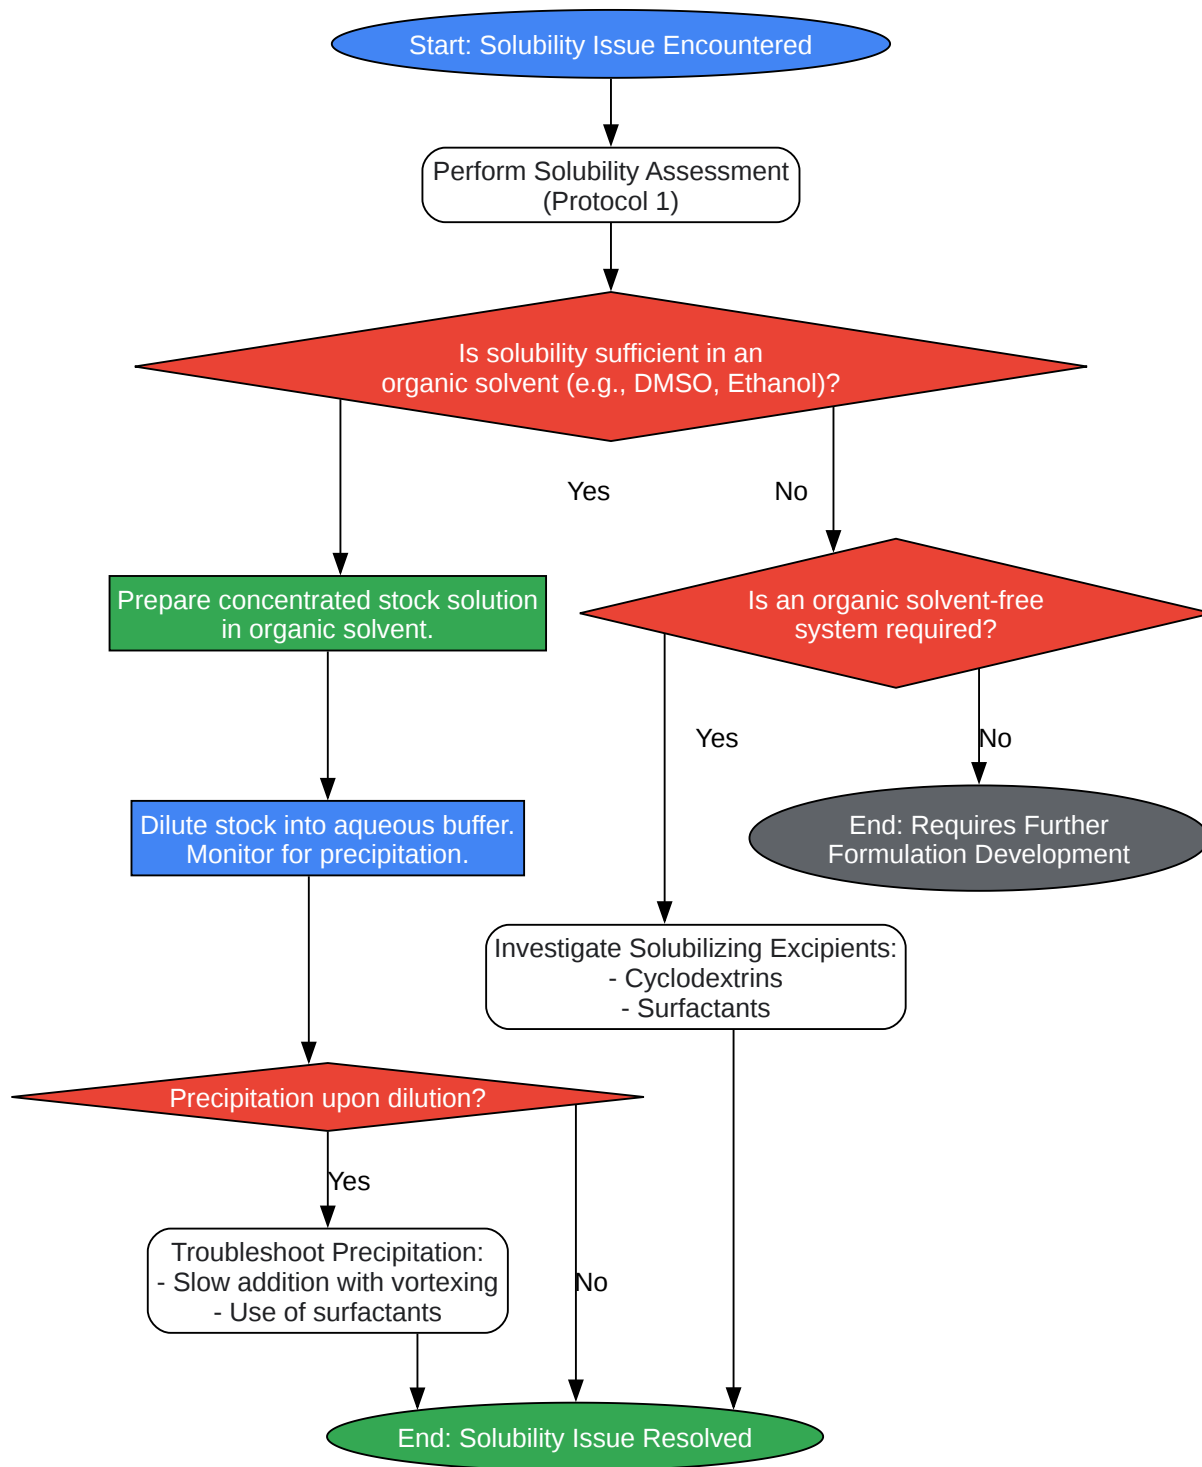 Start: Solubility Issue Encountered
Perform Solubility Assessment
(Protocol 1)
Is solubility sufficient in an
organic solvent (e.g., DMSO, Ethanol)?
Yes
No
Prepare concentrated stock solution
in organic solvent.
Is an organic solvent-free
system required?
Yes
No
Dilute stock into aqueous buffer.
Monitor for precipitation.
End: Requires Further
Formulation Development
Investigate Solubilizing Excipients:
- Cyclodextrins
- Surfactants
Precipitation upon dilution?
Yes
Troubleshoot Precipitation:
- Slow addition with vortexing
- Use of surfactants
No
End: Solubility Issue Resolved